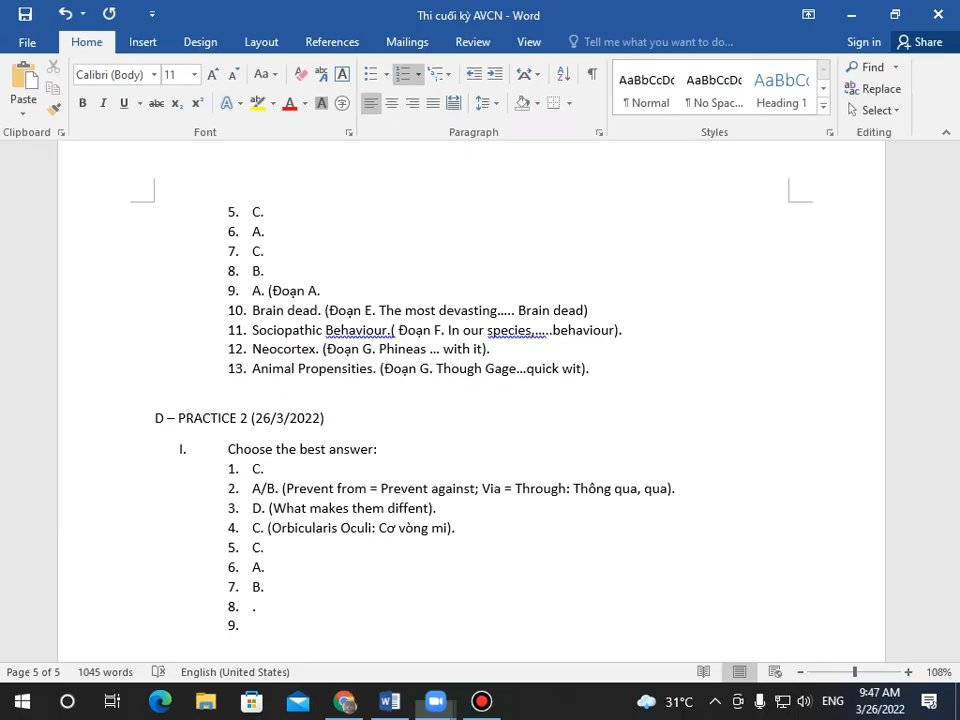 Thi cuối kỳ AVCN - Word
File Home Insert Design Layout References Mailings Review View Tell me what you want to do... Sign in Share
Calibri (Body) 11 Aa AaBbCcDc AaBbCcDc AaBbCcDc Find
Paste ¶ Normal ¶ No Spac... Heading 1 Replace
B I U abc x₂ x² A Select
Clipboard Font Paragraph Styles Editing
5. C.
6. A.
7. C.
8. B.
9. A. (Đoạn A.
10. Brain dead. (Đoạn E. The most devasting..... Brain dead)
11. Sociopathic Behaviour.( Đoạn F. In our species,.....behaviour).
12. Neocortex. (Đoạn G. Phineas ... with it).
13. Animal Propensities. (Đoạn G. Though Gage...quick wit).
D – PRACTICE 2 (26/3/2022)
I. Choose the best answer:
1. C.
2. A/B. (Prevent from = Prevent against; Via = Through: Thông qua, qua).
3. D. (What makes them diffent).
4. C. (Orbicularis Oculi: Cơ vòng mi).
5. C.
6. A.
7. B.
8. .
9.
Page 5 of 5 1045 words English (United States) 108%
31°C ENG 9:47 AM
3/26/2022